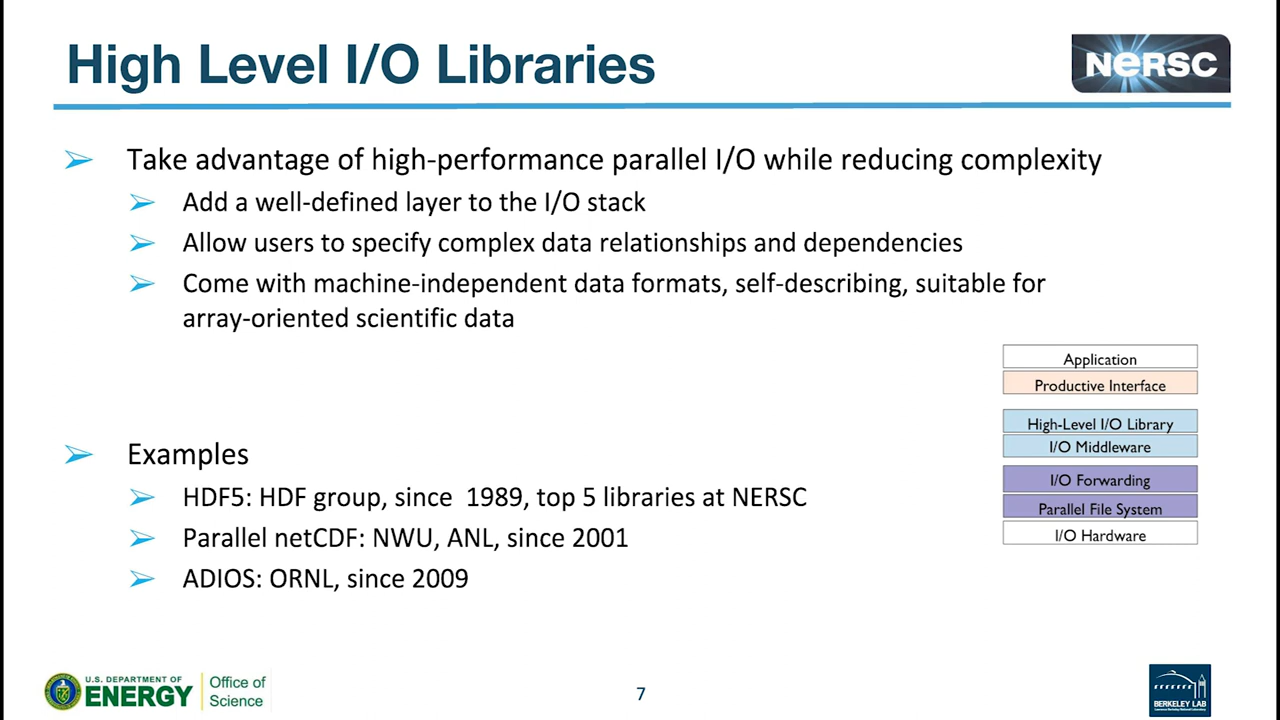 High Level I/O Libraries
NERSC
Take advantage of high-performance parallel I/O while reducing complexity
Add a well-defined layer to the I/O stack
Allow users to specify complex data relationships and dependencies
Come with machine-independent data formats, self-describing, suitable for
array-oriented scientific data
Application
Productive Interface
High-Level I/O Library
I/O Middleware
I/O Forwarding
Parallel File System
I/O Hardware
Examples
HDF5: HDF group, since  1989, top 5 libraries at NERSC
Parallel netCDF: NWU, ANL, since 2001
ADIOS: ORNL, since 2009
U.S. DEPARTMENT OF
ENERGY
Office of
Science
7
BERKELEY LAB